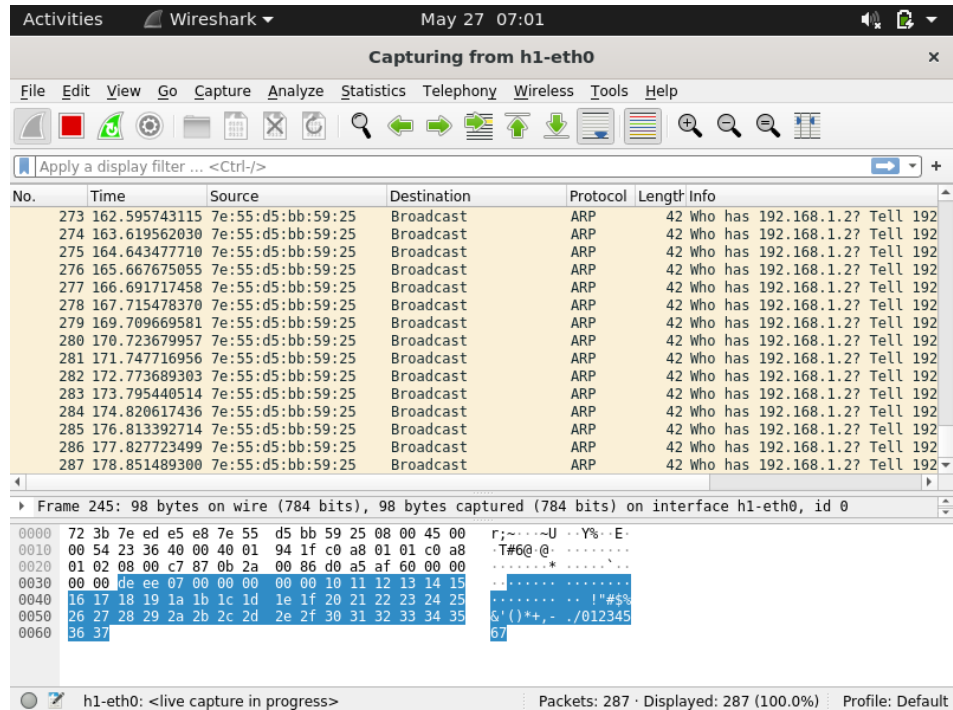 Activities Wireshark May 27 07:01
Capturing from h1-eth0 ×
File Edit View Go Capture Analyze Statistics Telephony Wireless Tools Help
Apply a display filter ... <Ctrl-/> +
No. Time Source Destination Protocol Length Info
273 162.595743115 7e:55:d5:bb:59:25 Broadcast ARP 42 Who has 192.168.1.2? Tell 192
274 163.619562030 7e:55:d5:bb:59:25 Broadcast ARP 42 Who has 192.168.1.2? Tell 192
275 164.643477710 7e:55:d5:bb:59:25 Broadcast ARP 42 Who has 192.168.1.2? Tell 192
276 165.667675055 7e:55:d5:bb:59:25 Broadcast ARP 42 Who has 192.168.1.2? Tell 192
277 166.691717458 7e:55:d5:bb:59:25 Broadcast ARP 42 Who has 192.168.1.2? Tell 192
278 167.715478370 7e:55:d5:bb:59:25 Broadcast ARP 42 Who has 192.168.1.2? Tell 192
279 169.709669581 7e:55:d5:bb:59:25 Broadcast ARP 42 Who has 192.168.1.2? Tell 192
280 170.723679957 7e:55:d5:bb:59:25 Broadcast ARP 42 Who has 192.168.1.2? Tell 192
281 171.747716956 7e:55:d5:bb:59:25 Broadcast ARP 42 Who has 192.168.1.2? Tell 192
282 172.773689303 7e:55:d5:bb:59:25 Broadcast ARP 42 Who has 192.168.1.2? Tell 192
283 173.795440514 7e:55:d5:bb:59:25 Broadcast ARP 42 Who has 192.168.1.2? Tell 192
284 174.820617436 7e:55:d5:bb:59:25 Broadcast ARP 42 Who has 192.168.1.2? Tell 192
285 176.813392714 7e:55:d5:bb:59:25 Broadcast ARP 42 Who has 192.168.1.2? Tell 192
286 177.827723499 7e:55:d5:bb:59:25 Broadcast ARP 42 Who has 192.168.1.2? Tell 192
287 178.851489300 7e:55:d5:bb:59:25 Broadcast ARP 42 Who has 192.168.1.2? Tell 192
Frame 245: 98 bytes on wire (784 bits), 98 bytes captured (784 bits) on interface h1-eth0, id 0
0000 72 3b 7e ed e5 e8 7e 55 d5 bb 59 25 08 00 45 00 r;~···~U ··Y%··E·
0010 00 54 23 36 40 00 40 01 94 1f c0 a8 01 01 c0 a8 ·T#6@·@· ········
0020 01 02 08 00 c7 87 0b 2a 00 86 d0 a5 af 60 00 00 ·······* ·····`··
0030 00 00 de ee 07 00 00 00 00 00 10 11 12 13 14 15 ········ ········
0040 16 17 18 19 1a 1b 1c 1d 1e 1f 20 21 22 23 24 25 ········ ·· !"#$%
0050 26 27 28 29 2a 2b 2c 2d 2e 2f 30 31 32 33 34 35 &'()*+,- ./012345
0060 36 37 67
h1-eth0: <live capture in progress> Packets: 287 · Displayed: 287 (100.0%) Profile: Default